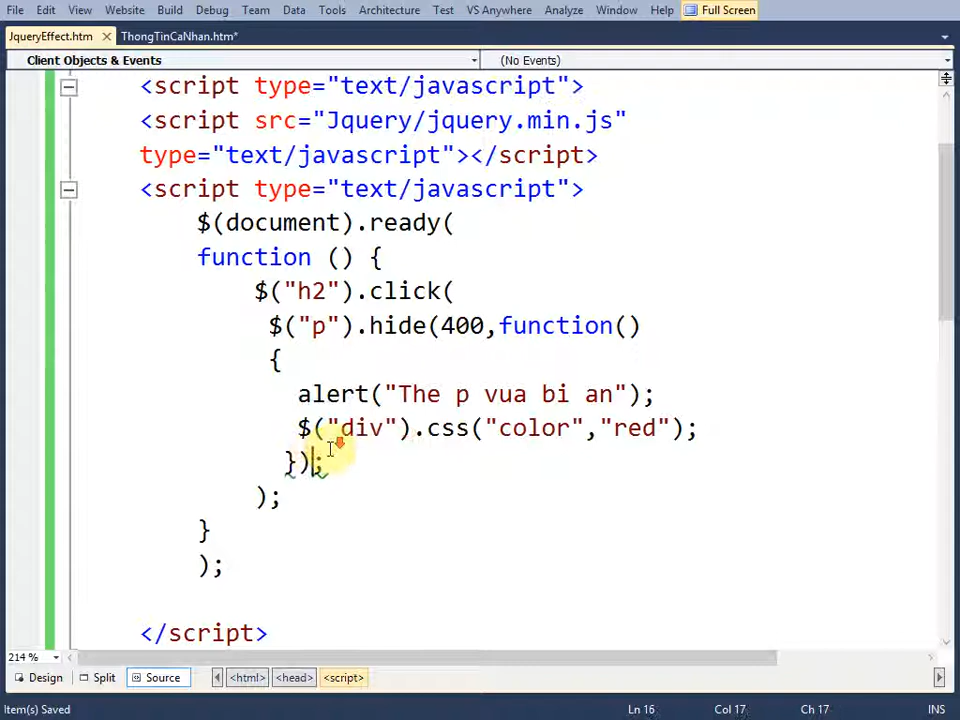 File Edit View Website Build Debug Team Data Tools Architecture Test VS Anywhere Analyze Window Help Full Screen
JqueryEffect.htm ThongTinCaNhan.htm*
Client Objects & Events (No Events)
<script type="text/javascript">
<script src="Jquery/jquery.min.js"
type="text/javascript"></script>
<script type="text/javascript">
$(document).ready(
function () {
$("h2").click(
$("p").hide(400,function()
{
alert("The p vua bi an");
$("div").css("color","red");
});
);
}
);
</script>
214 %
Design Split Source <html> <head> <script>
Item(s) Saved Ln 16 Col 17 Ch 17 INS